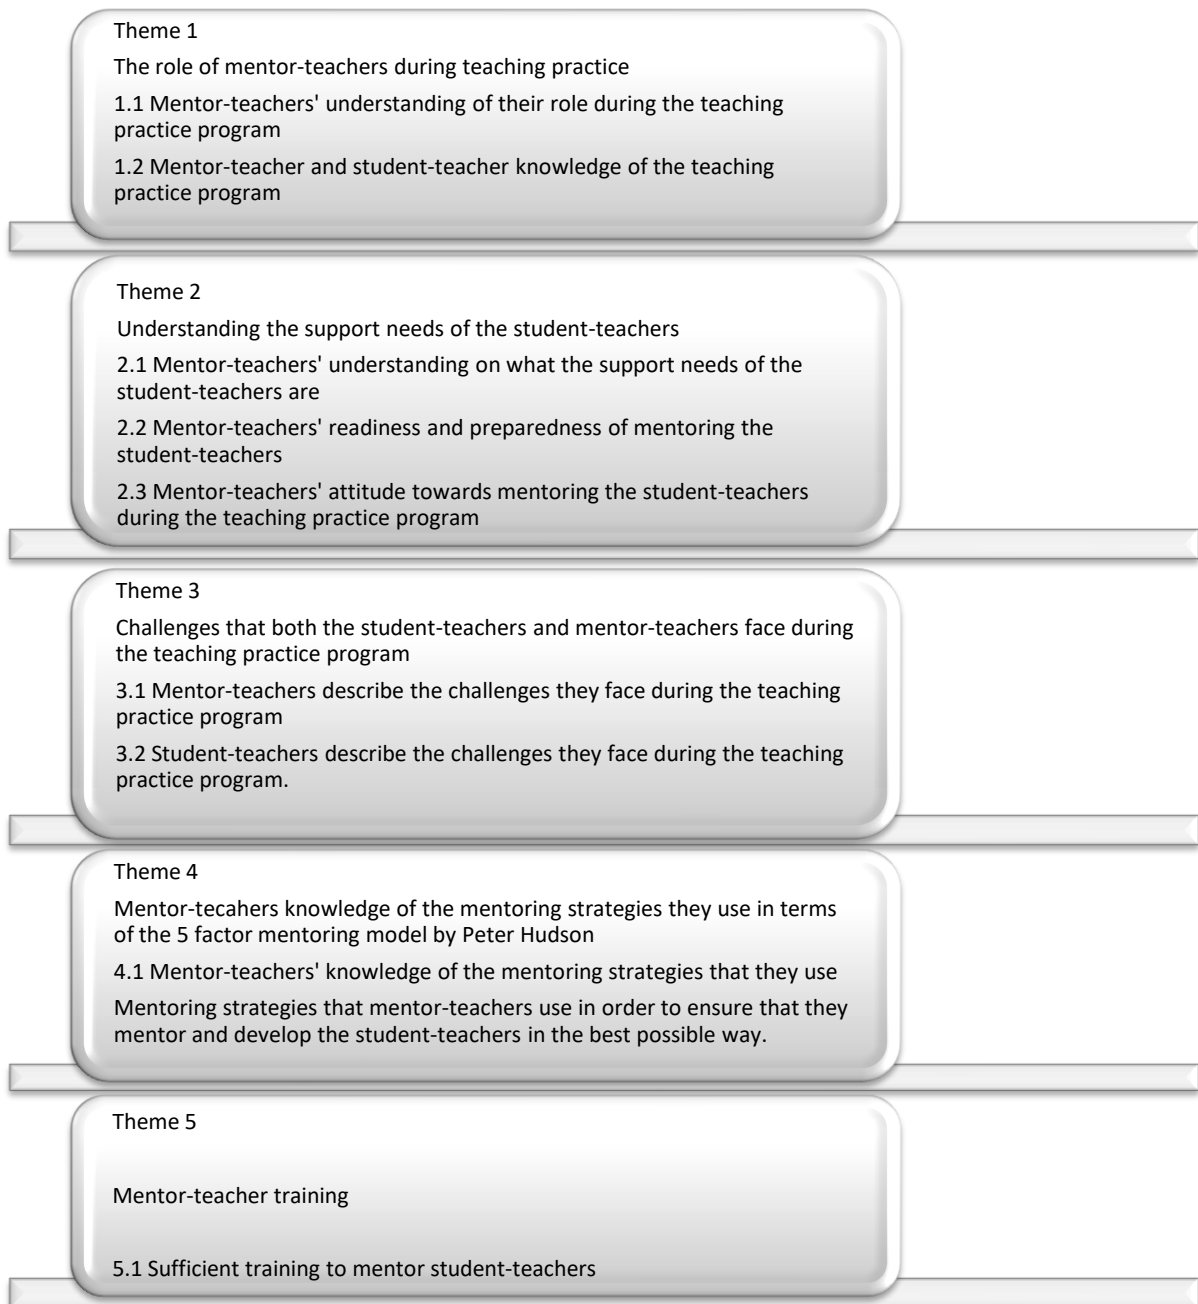 Theme 1
The role of mentor-teachers during teaching practice
1.1 Mentor-teachers' understanding of their role during the teaching
practice program
1.2 Mentor-teacher and student-teacher knowledge of the teaching
practice program
Theme 2
Understanding the support needs of the student-teachers
2.1 Mentor-teachers' understanding on what the support needs of the
student-teachers are
2.2 Mentor-teachers' readiness and preparedness of mentoring the
student-teachers
2.3 Mentor-teachers' attitude towards mentoring the student-teachers
during the teaching practice program
Theme 3
Challenges that both the student-teachers and mentor-teachers face during
the teaching practice program
3.1 Mentor-teachers describe the challenges they face during the teaching
practice program
3.2 Student-teachers describe the challenges they face during the teaching
practice program.
Theme 4
Mentor-tecahers knowledge of the mentoring strategies they use in terms
of the 5 factor mentoring model by Peter Hudson
4.1 Mentor-teachers' knowledge of the mentoring strategies that they use
Mentoring strategies that mentor-teachers use in order to ensure that they
mentor and develop the student-teachers in the best possible way.
Theme 5
Mentor-teacher training
5.1 Sufficient training to mentor student-teachers